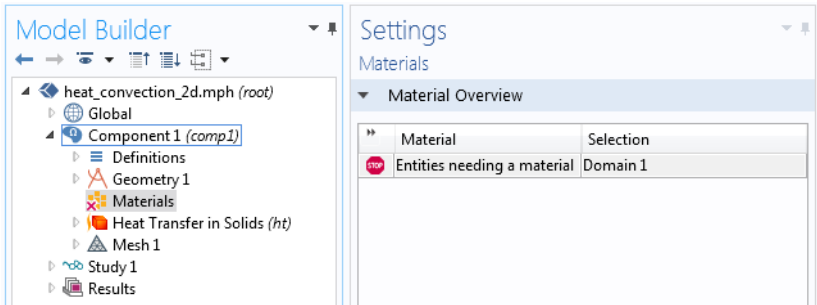 Model Builder
heat_convection_2d.mph (root)
Global
Component 1 (comp1)
Definitions
Geometry 1
Materials
Heat Transfer in Solids (ht)
Mesh 1
Study 1
Results
Settings
Materials
Material Overview
Material Selection
STOP Entities needing a material Domain 1